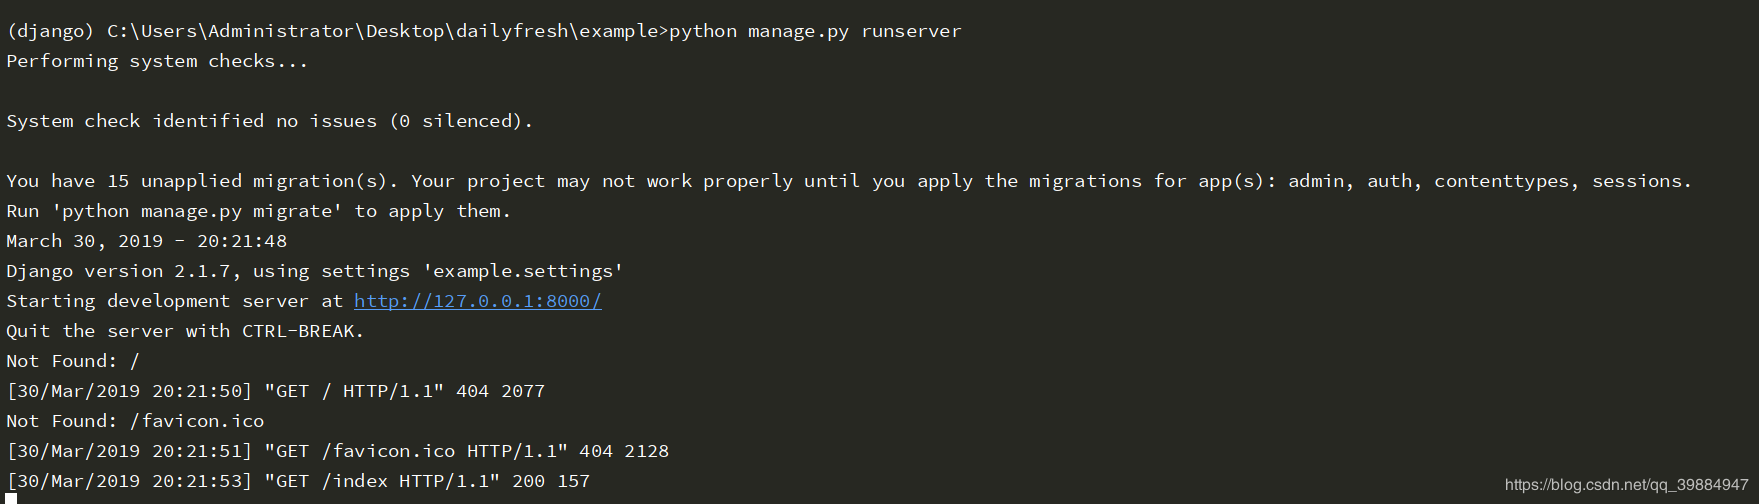 (django) C:\Users\Administrator\Desktop\dailyfresh\example>python manage.py runserver
Performing system checks...
System check identified no issues (0 silenced).
You have 15 unapplied migration(s). Your project may not work properly until you apply the migrations for app(s): admin, auth, contenttypes, sessions.
Run 'python manage.py migrate' to apply them.
March 30, 2019 - 20:21:48
Django version 2.1.7, using settings 'example.settings'
Starting development server at http://127.0.0.1:8000/
Quit the server with CTRL-BREAK.
Not Found: /
[30/Mar/2019 20:21:50] "GET / HTTP/1.1" 404 2077
Not Found: /favicon.ico
[30/Mar/2019 20:21:51] "GET /favicon.ico HTTP/1.1" 404 2128
[30/Mar/2019 20:21:53] "GET /index HTTP/1.1" 200 157
https://blog.csdn.net/qq_39884947